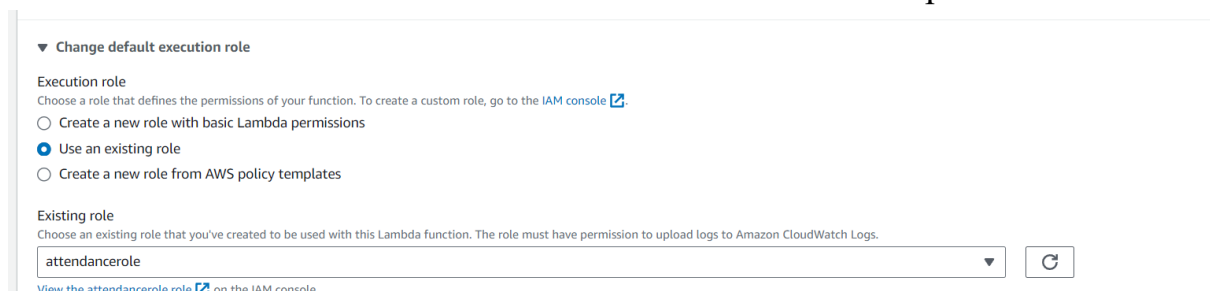 ▼ Change default execution role
Execution role
Choose a role that defines the permissions of your function. To create a custom role, go to the IAM console.
Create a new role with basic Lambda permissions
Use an existing role
Create a new role from AWS policy templates
Existing role
Choose an existing role that you've created to be used with this Lambda function. The role must have permission to upload logs to Amazon CloudWatch Logs.
attendancerole
View the attendancerole role on the IAM console